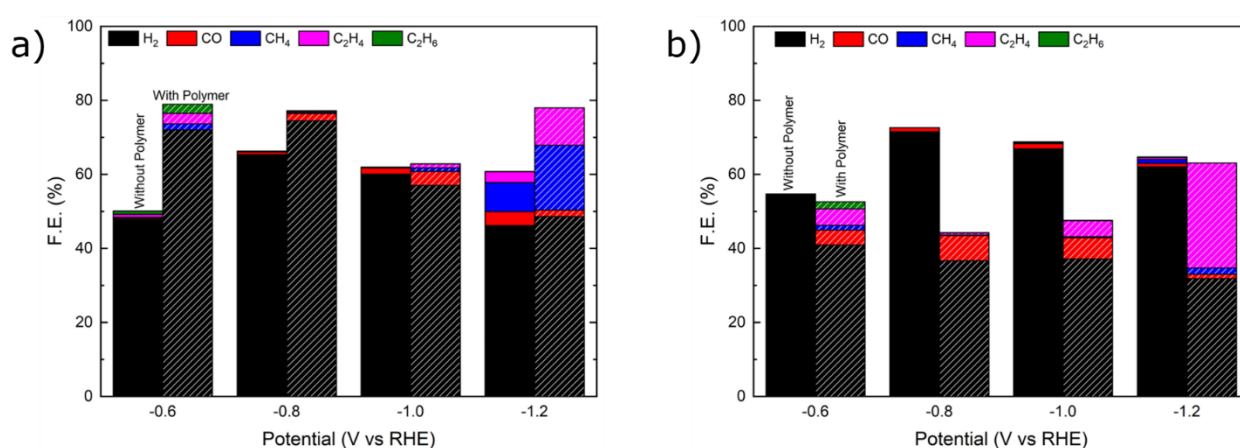 a)
100
80
60
40
20
0
F.E. (%)
H₂ CO CH₄ C₂H₄ C₂H₆
Without Polymer
With Polymer
-0.6 -0.8 -1.0 -1.2
Potential (V vs RHE)
b)
100
80
60
40
20
0
F.E. (%)
H₂ CO CH₄ C₂H₄ C₂H₆
Without Polymer
With Polymer
-0.6 -0.8 -1.0 -1.2
Potential (V vs RHE)